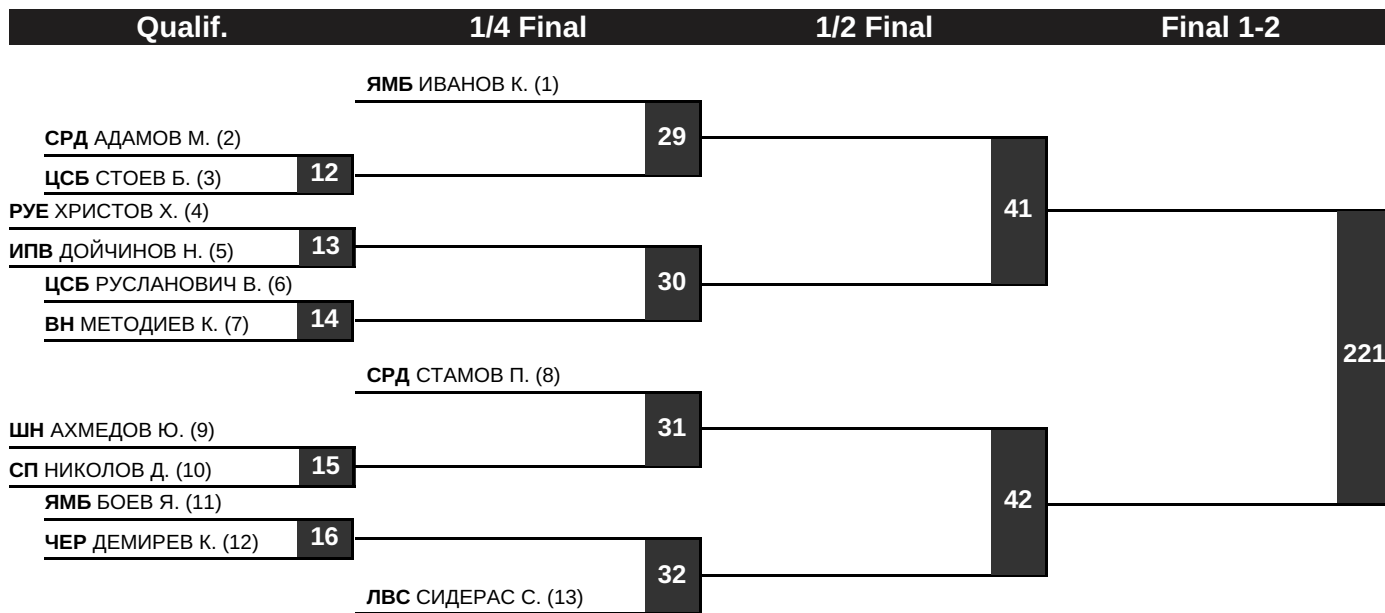 Qualif. 1/4 Final 1/2 Final Final 1-2
ЯМБ ИВАНОВ К. (1)
29
СРД АДАМОВ М. (2)
12
ЦСБ СТОЕВ Б. (3)
41
РУЕ ХРИСТОВ Х. (4)
13
ИПВ ДОЙЧИНОВ Н. (5)
30
ЦСБ РУСЛАНОВИЧ В. (6)
14
ВН МЕТОДИЕВ К. (7)
221
СРД СТАМОВ П. (8)
31
ШН АХМЕДОВ Ю. (9)
15
СП НИКОЛОВ Д. (10)
42
ЯМБ БОЕВ Я. (11)
16
ЧЕР ДЕМИРЕВ К. (12)
32
ЛВС СИДЕРАС С. (13)